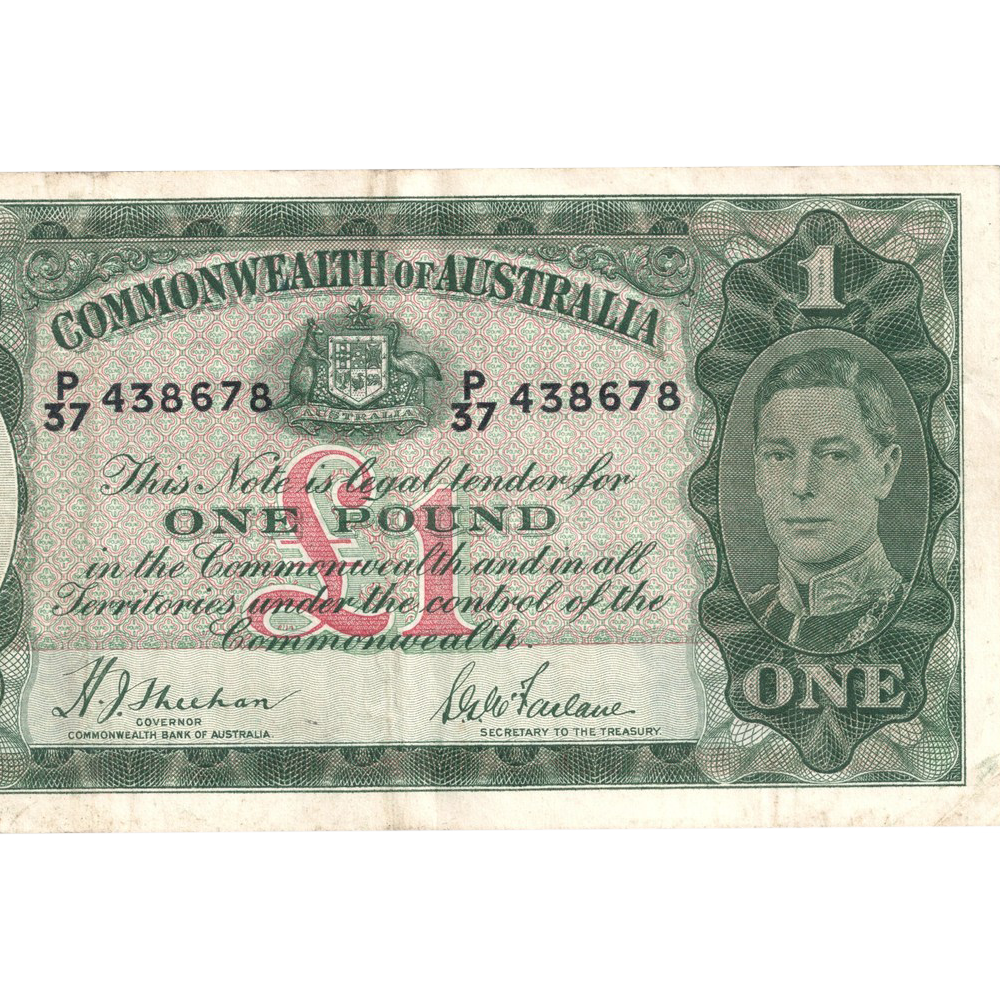 COMMONWEALTH OF AUSTRALIA
1
P/37 438678 P/37 438678
AUSTRALIA
This Note is legal tender for
ONE POUND
in the Commonwealth and in all
Territories under the control of the
Commonwealth.
£1
H.J. Sheehan
GOVERNOR
COMMONWEALTH BANK OF AUSTRALIA.
S.G. McFarlane
SECRETARY TO THE TREASURY.
ONE